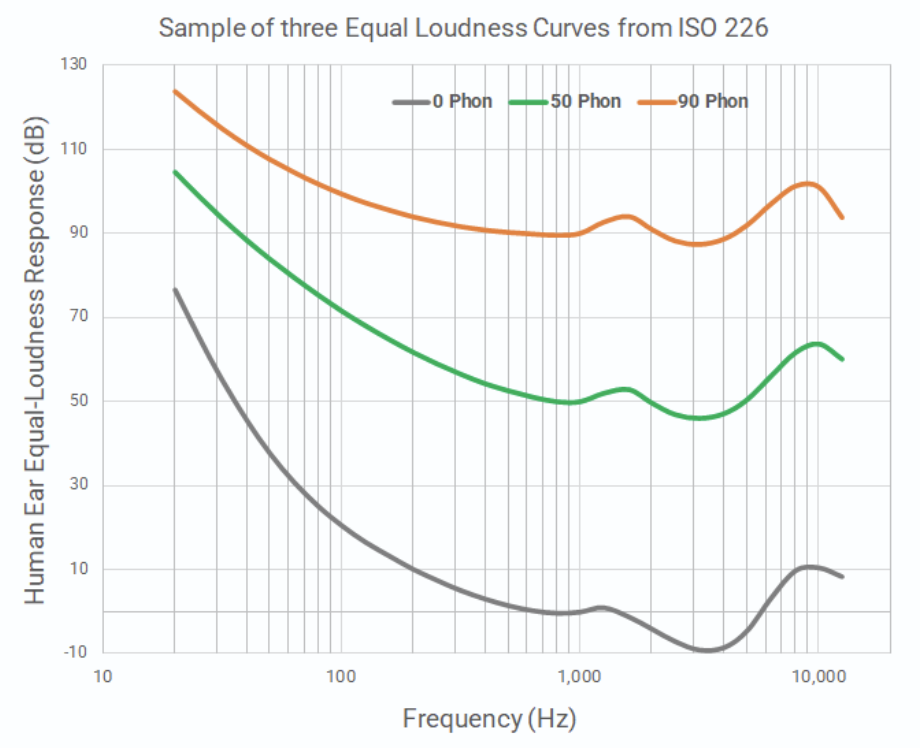 Sample of three Equal Loudness Curves from ISO 226
130
0 Phon 50 Phon 90 Phon
110
90
70
50
30
10
-10
Human Ear Equal-Loudness Response (dB)
10 100 1,000 10,000
Frequency (Hz)